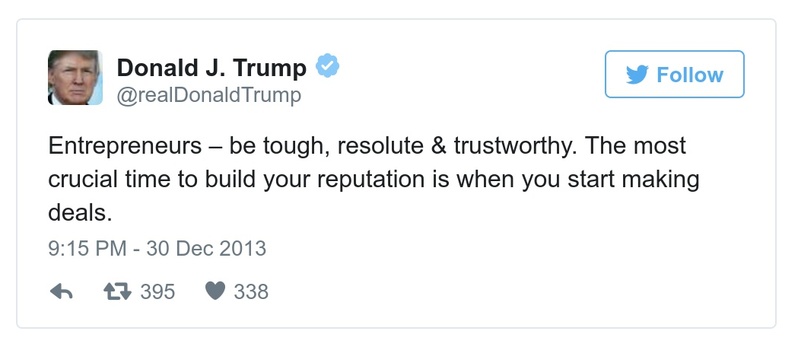 Donald J. Trump
@realDonaldTrump
Follow
Entrepreneurs – be tough, resolute & trustworthy. The most
crucial time to build your reputation is when you start making
deals.
9:15 PM - 30 Dec 2013
395 338